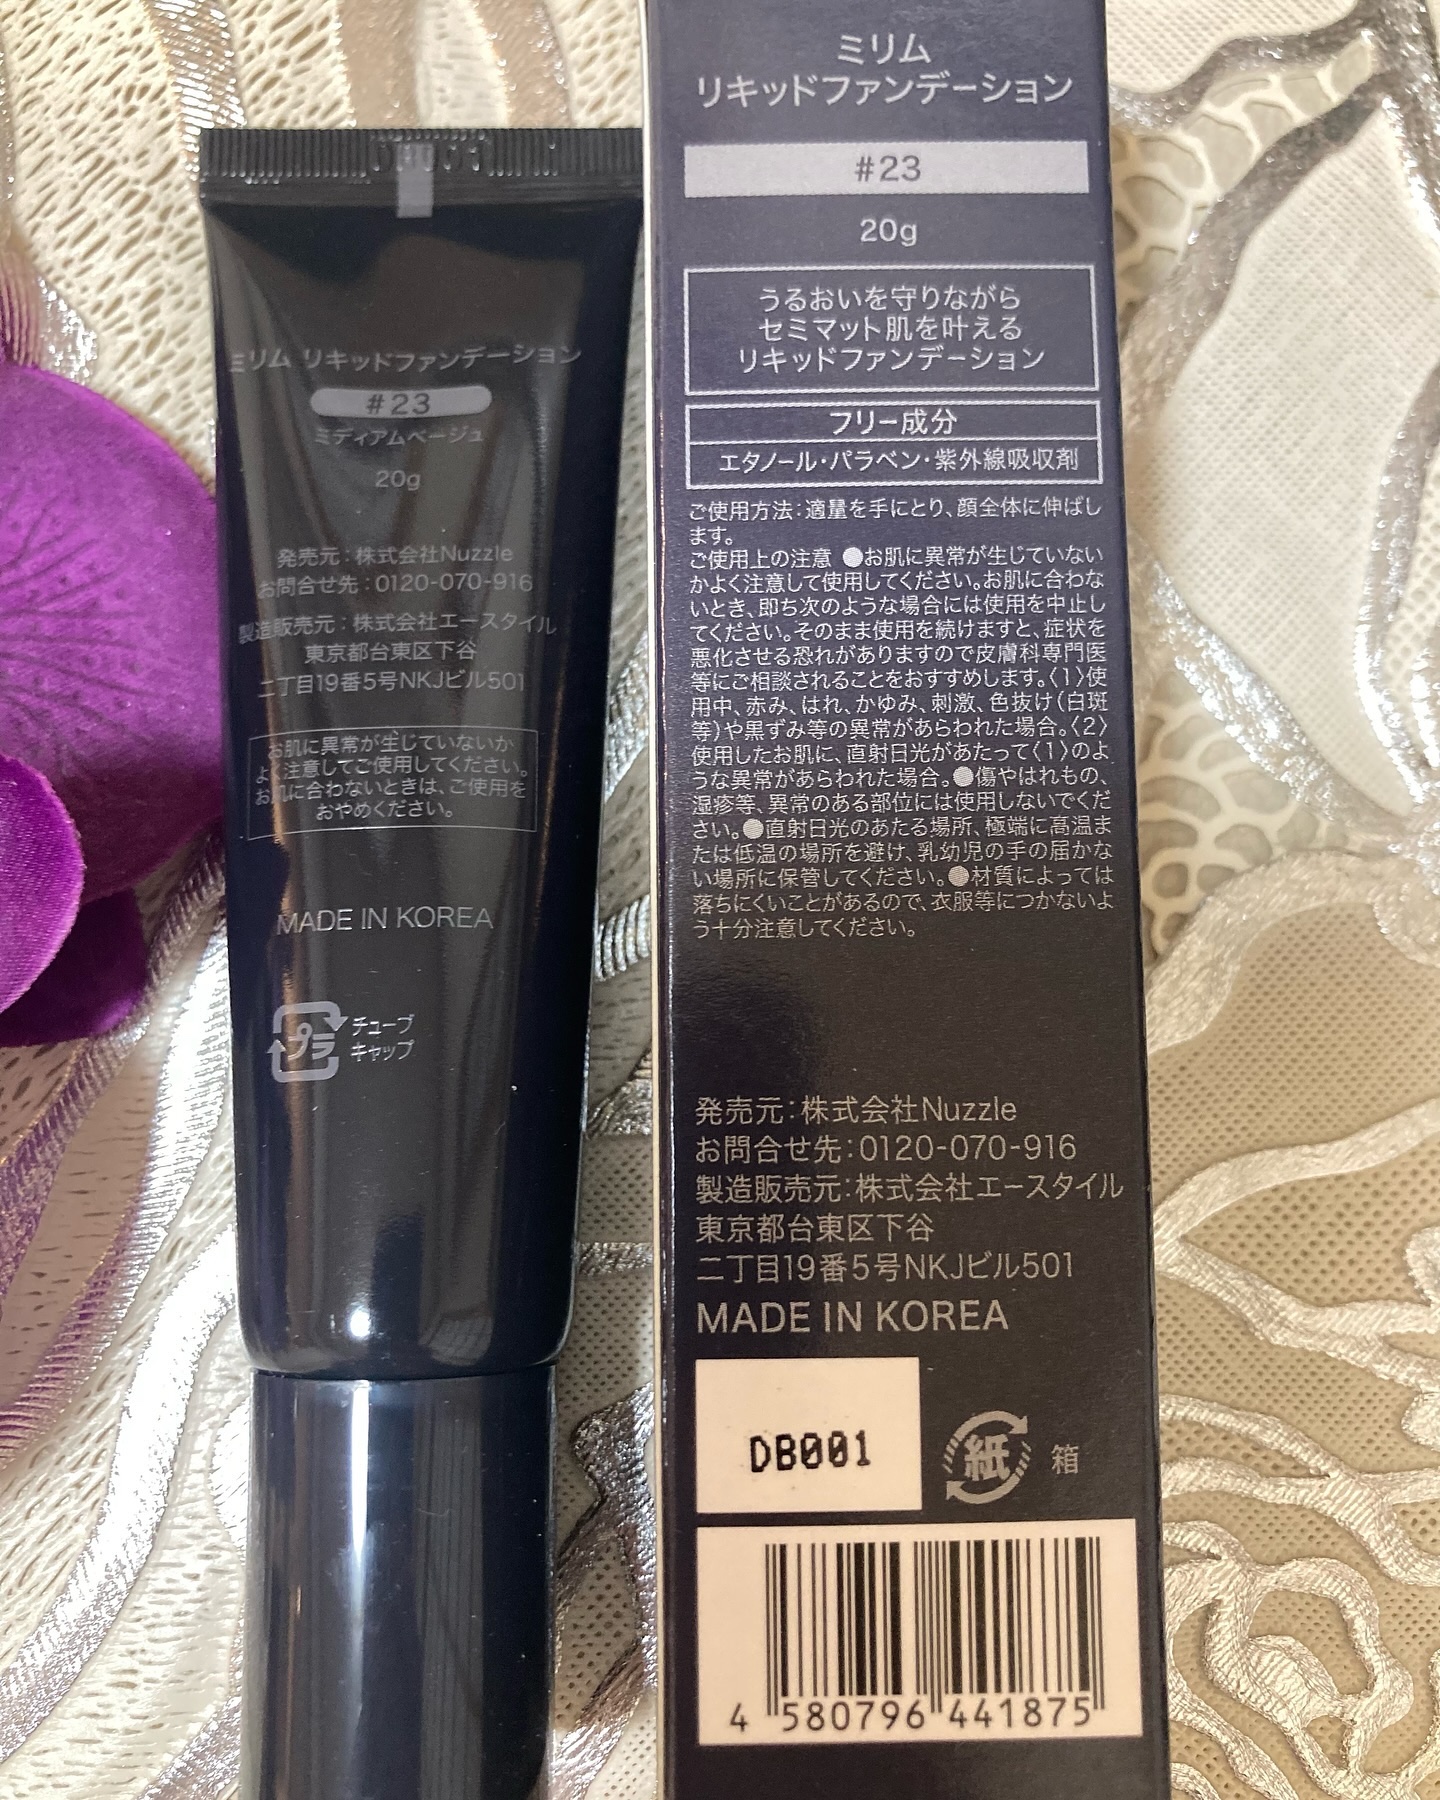 ミリム リキッドファンデーション
#23
ミディアムベージュ
20g
発売元：株式会社Nuzzle
お問合せ先：0120-070-916
製造販売元：株式会社エースタイル
東京都台東区下谷
二丁目19番5号NKJビル501
お肌に異常が生じていないか
よく注意してご使用してください。
お肌に合わないときは、ご使用を
おやめください。
MADE IN KOREA
プラ
チューブ
キャップ
ミリム
リキッドファンデーション
#23
20g
うるおいを守りながら
セミマット肌を叶える
リキッドファンデーション
フリー成分
エタノール・パラベン・紫外線吸収剤
ご使用方法：適量を手にとり、顔全体に伸ばし
ます。
ご使用上の注意 ●お肌に異常が生じていない
かよく注意して使用してください。お肌に合わな
いとき、即ち次のような場合には使用を中止し
てください。そのまま使用を続けますと、症状を
悪化させる恐れがありますので皮膚科専門医
等にご相談されることをおすすめします。〈1〉使
用中、赤み、はれ、かゆみ、刺激、色抜け（白斑
等）や黒ずみ等の異常があらわれた場合。〈2〉
使用したお肌に、直射日光があたって〈1〉のよ
うな異常があらわれた場合。●傷やはれもの、
湿疹等、異常のある部位には使用しないでくだ
さい。●直射日光のあたる場所、極端に高温ま
たは低温の場所を避け、乳幼児の手の届かな
い場所に保管してください。●材質によっては
落ちにくいことがあるので、衣服等につかないよ
う十分注意してください。
発売元：株式会社Nuzzle
お問合せ先：0120-070-916
製造販売元：株式会社エースタイル
東京都台東区下谷
二丁目19番5号NKJビル501
MADE IN KOREA
DB001
紙 箱
4 580796 441875